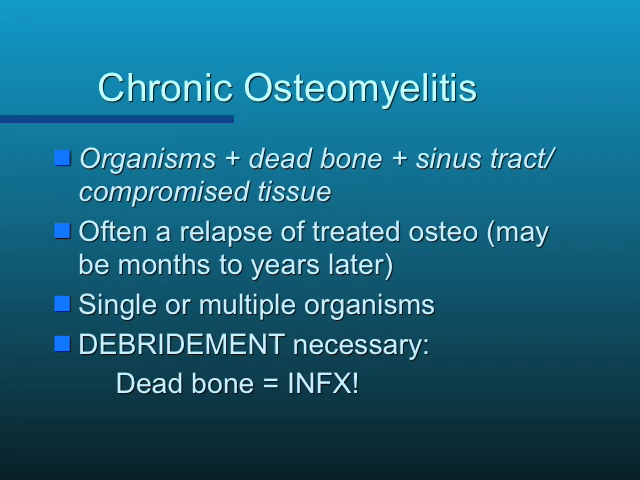 Chronic Osteomyelitis
Organisms + dead bone + sinus tract/
compromised tissue
Often a relapse of treated osteo (may
be months to years later)
Single or multiple organisms
DEBRIDEMENT necessary:
Dead bone = INFX!